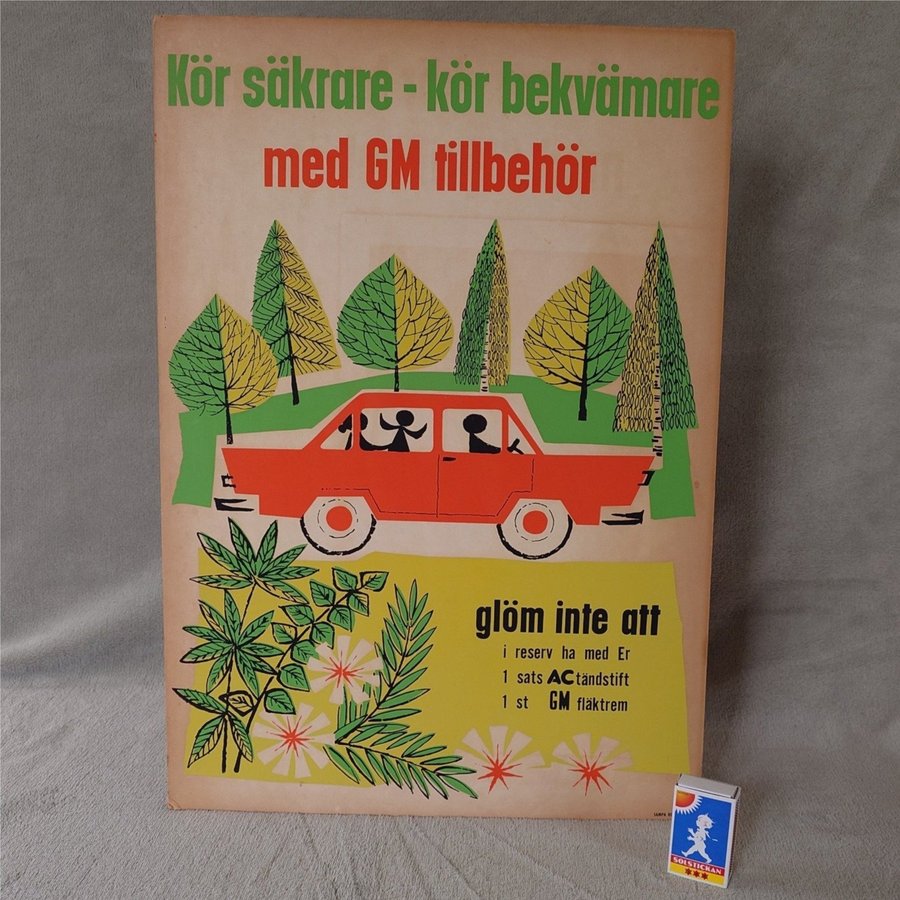 Kör säkrare - kör bekvämare
med GM tillbehör
glöm inte att
i reserv ha med Er
1 sats AC tändstift
1 st GM fläktrem
SOLSTICKAN